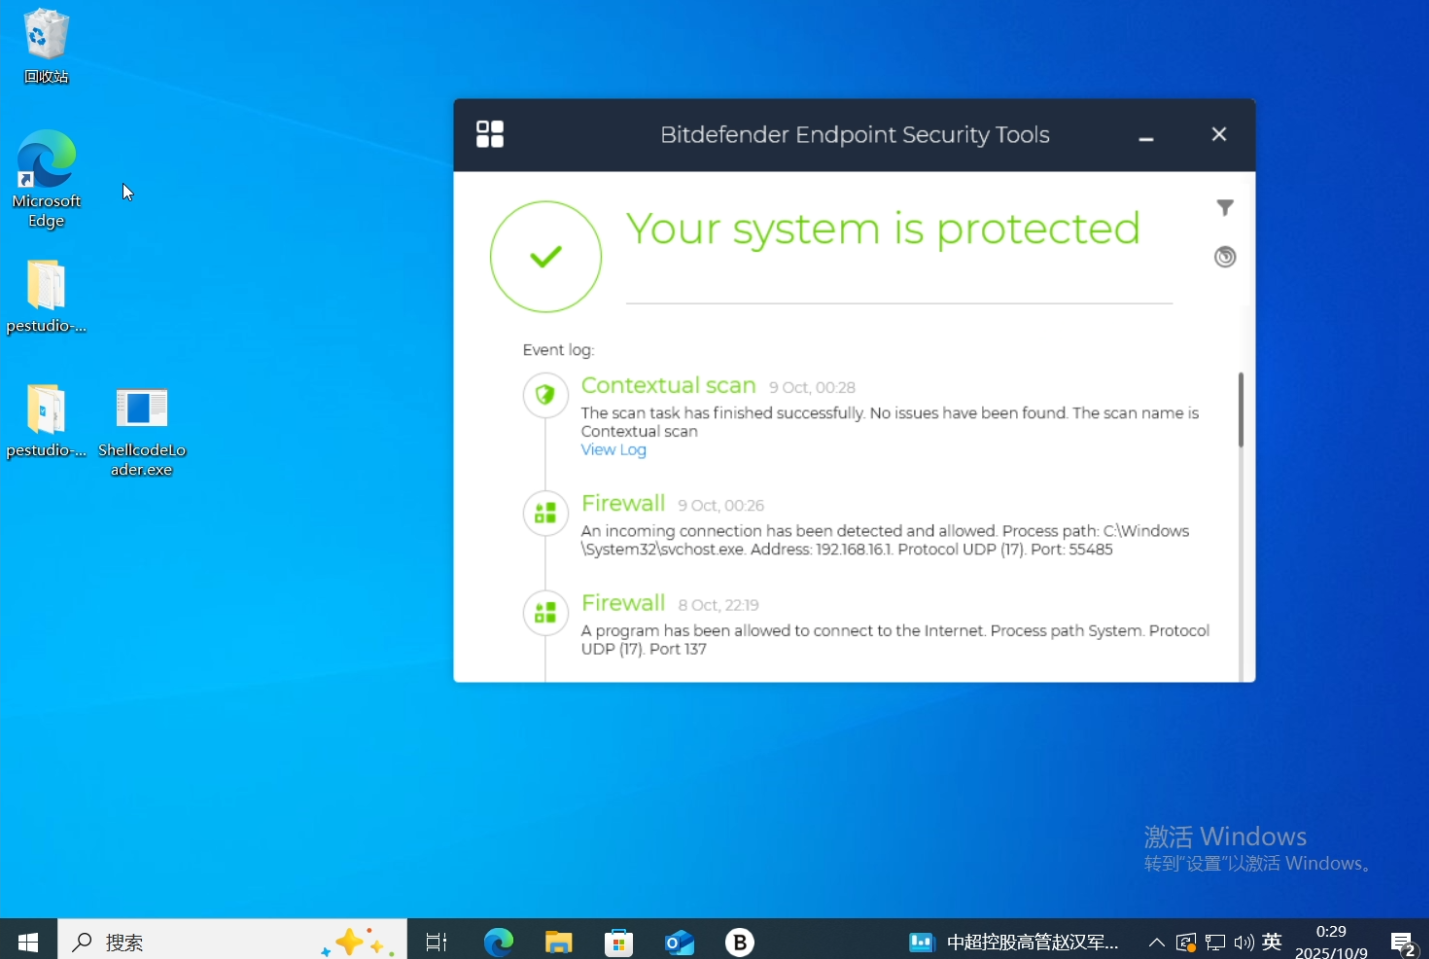 回收站
Microsoft
Edge
pestudio-...
pestudio-...
ShellcodeLo
ader.exe
Bitdefender Endpoint Security Tools
Your system is protected
Event log:
Contextual scan 9 Oct, 00:28
The scan task has finished successfully. No issues have been found. The scan name is
Contextual scan
View Log
Firewall 9 Oct, 00:26
An incoming connection has been detected and allowed. Process path: C:\Windows
\System32\svchost.exe. Address: 192.168.16.1. Protocol UDP (17). Port: 55485
Firewall 8 Oct, 22:19
A program has been allowed to connect to the Internet. Process path System. Protocol
UDP (17). Port 137
激活 Windows
转到"设置"以激活 Windows。
搜索
B
中超控股高管赵汉军...
英
0:29
2025/10/9
2